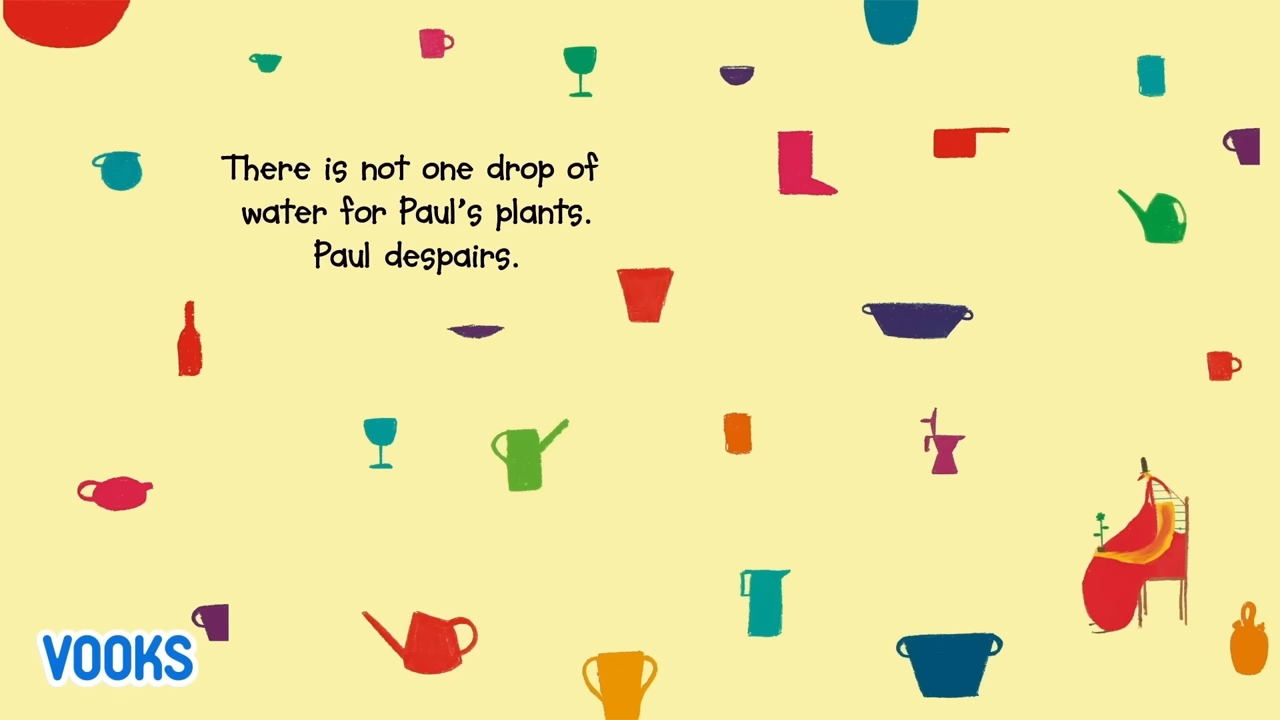 There is not one drop of
water for Paul's plants.
Paul despairs.
VOOKS